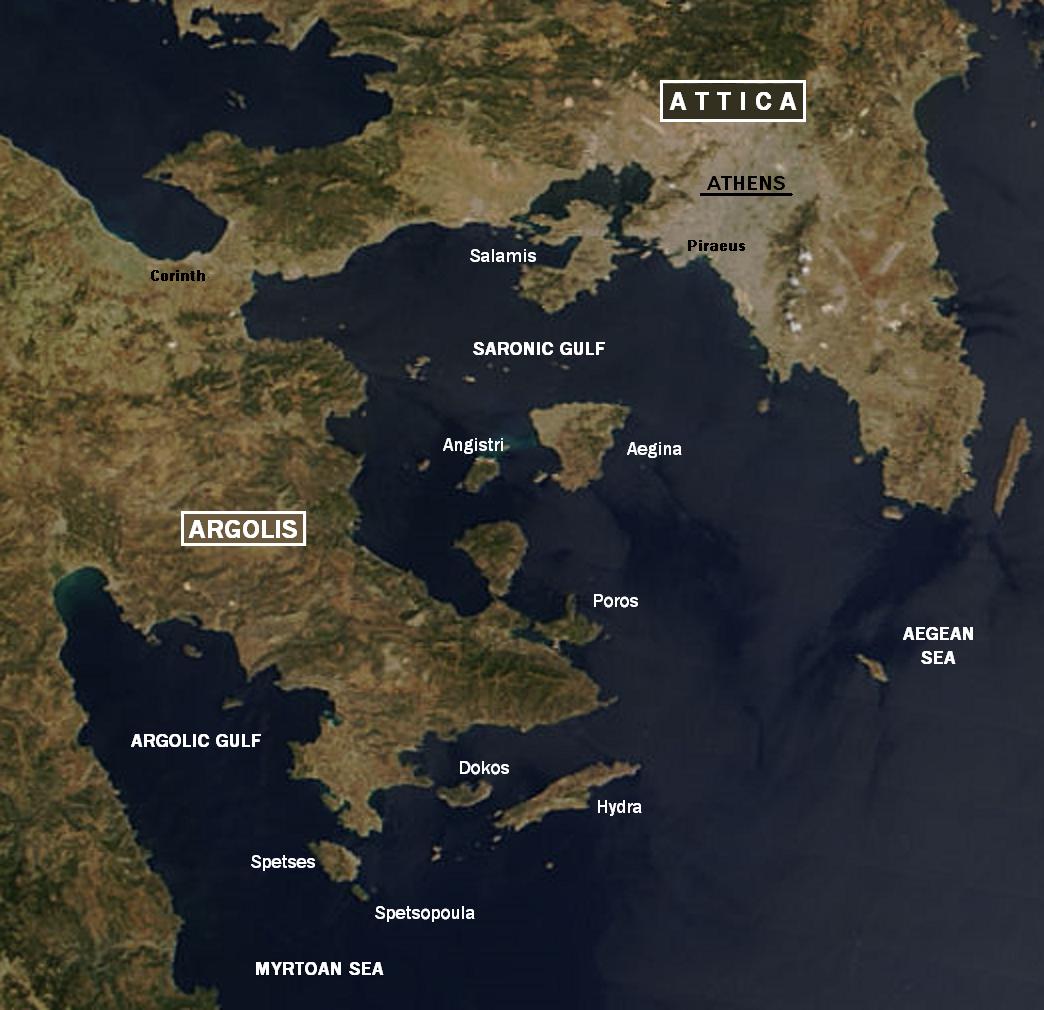 ATTICA
ATHENS
Piraeus
Salamis
Corinth
SARONIC GULF
Angistri
Aegina
ARGOLIS
Poros
AEGEAN
SEA
ARGOLIC GULF
Dokos
Hydra
Spetses
Spetsopoula
MYRTOAN SEA